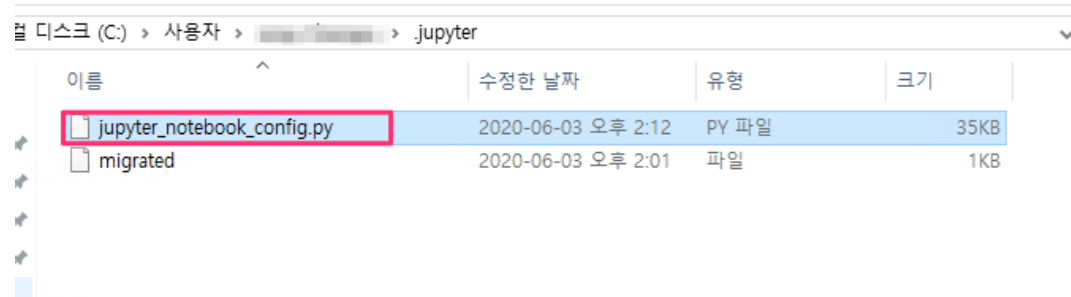 컬 디스크 (C:) > 사용자 > > .jupyter
이름 수정한 날짜 유형 크기
jupyter_notebook_config.py 2020-06-03 오후 2:12 PY 파일 35KB
migrated 2020-06-03 오후 2:01 파일 1KB